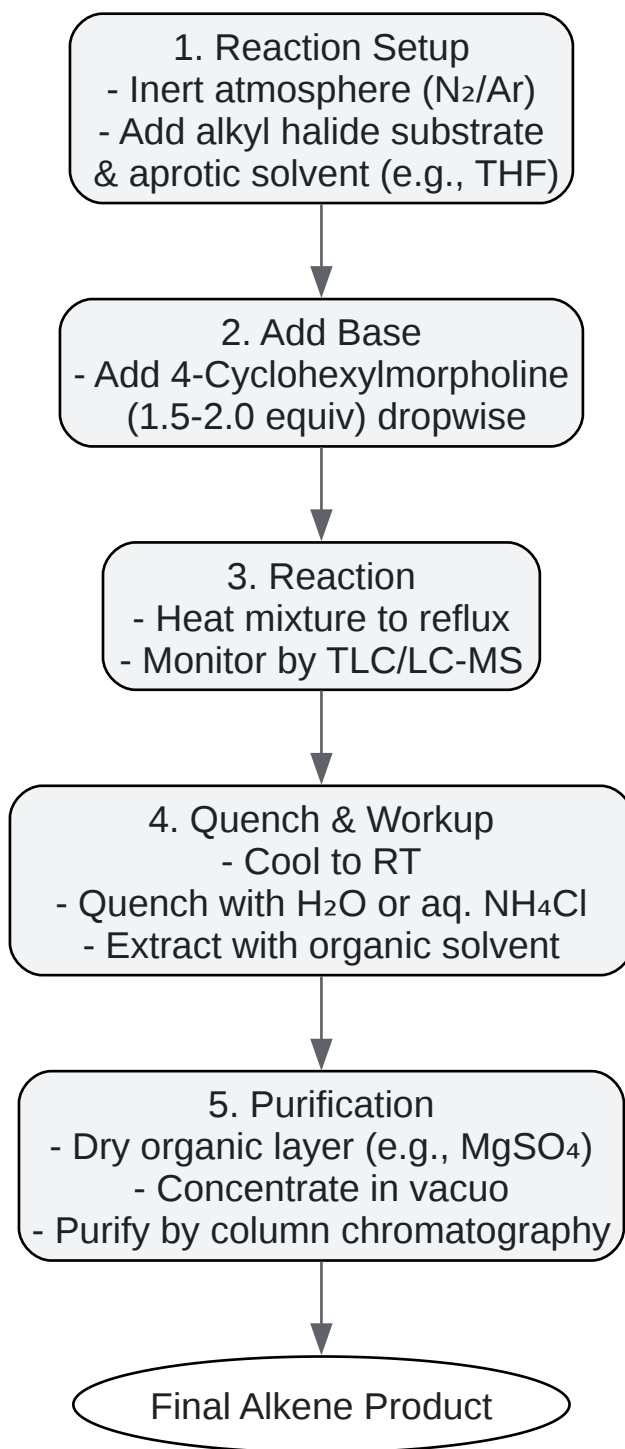 1. Reaction Setup
- Inert atmosphere (N₂/Ar)
- Add alkyl halide substrate
& aprotic solvent (e.g., THF)
2. Add Base
- Add 4-Cyclohexylmorpholine
(1.5-2.0 equiv) dropwise
3. Reaction
- Heat mixture to reflux
- Monitor by TLC/LC-MS
4. Quench & Workup
- Cool to RT
- Quench with H₂O or aq. NH₄Cl
- Extract with organic solvent
5. Purification
- Dry organic layer (e.g., MgSO₄)
- Concentrate in vacuo
- Purify by column chromatography
Final Alkene Product